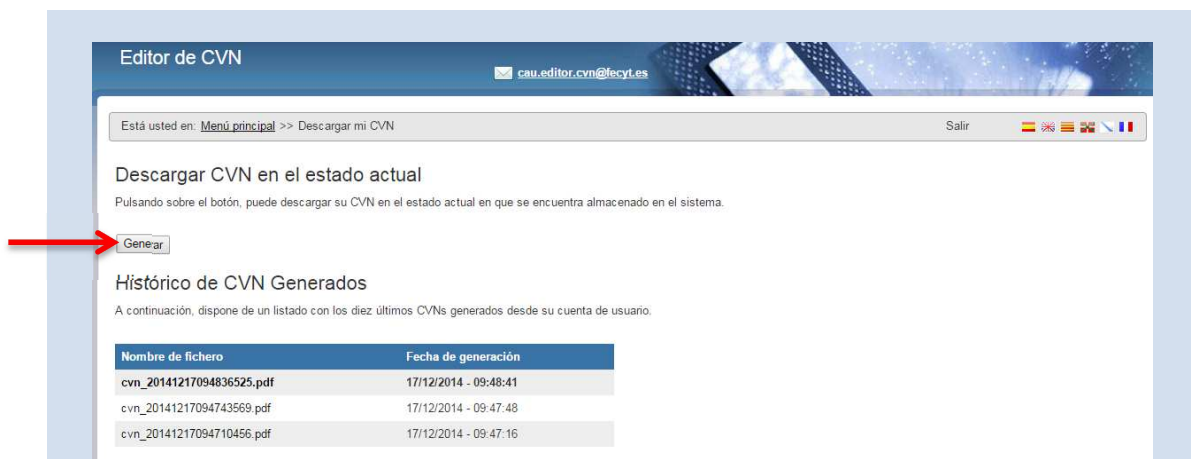 Editor de CVN
cau.editor.cvn@fecyt.es
Está usted en: Menú principal >> Descargar mi CVN Salir
Descargar CVN en el estado actual
Pulsando sobre el botón, puede descargar su CVN en el estado actual en que se encuentra almacenado en el sistema.
Generar
Histórico de CVN Generados
A continuación, dispone de un listado con los diez últimos CVNs generados desde su cuenta de usuario.
Nombre de fichero Fecha de generación
cvn_20141217094836525.pdf 17/12/2014 - 09:48:41
cvn_20141217094743569.pdf 17/12/2014 - 09:47:48
cvn_20141217094710456.pdf 17/12/2014 - 09:47:16